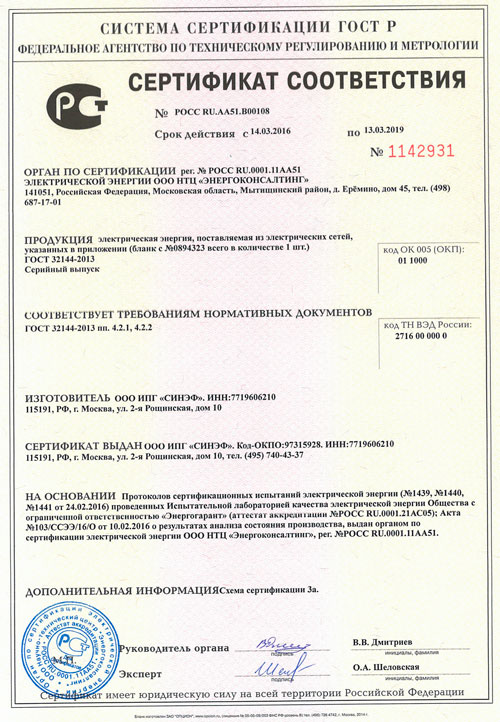 СИСТЕМА СЕРТИФИКАЦИИ ГОСТ Р
ФЕДЕРАЛЬНОЕ АГЕНТСТВО ПО ТЕХНИЧЕСКОМУ РЕГУЛИРОВАНИЮ И МЕТРОЛОГИИ
СЕРТИФИКАТ СООТВЕТСТВИЯ
№ РОСС RU.АА51.В00108
Срок действия с 14.03.2016 по 13.03.2019
№ 1142931
ОРГАН ПО СЕРТИФИКАЦИИ рег. № РОСС RU.0001.11АА51
ЭЛЕКТРИЧЕСКОЙ ЭНЕРГИИ ООО НТЦ «ЭНЕРГОКОНСАЛТИНГ»
141051, Российская Федерация, Московская область, Мытищинский район, д. Ерёмино, дом 45, тел. (498)
687-17-01
ПРОДУКЦИЯ электрическая энергия, поставляемая из электрических сетей,
указанных в приложении (бланк с №0894323 всего в количестве 1 шт.)
ГОСТ 32144-2013
Серийный выпуск
код ОК 005 (ОКП):
01 1000
СООТВЕТСТВУЕТ ТРЕБОВАНИЯМ НОРМАТИВНЫХ ДОКУМЕНТОВ
ГОСТ 32144-2013 пп. 4.2.1, 4.2.2
код ТН ВЭД России:
2716 00 000 0
ИЗГОТОВИТЕЛЬ ООО ИПГ «СИНЭФ». ИНН:7719606210
115191, РФ, г. Москва, ул. 2-я Рощинская, дом 10
СЕРТИФИКАТ ВЫДАН ООО ИПГ «СИНЭФ». Код-ОКПО:97315928. ИНН:7719606210
115191, РФ, г. Москва, ул. 2-я Рощинская, дом 10, тел. (495) 740-43-37
НА ОСНОВАНИИ Протоколов сертификационных испытаний электрической энергии (№1439, №1440,
№1441 от 24.02.2016) проведенных Испытательной лабораторией качества электрической энергии Общества с
ограниченной ответственностью «Энергогарант» (аттестат аккредитации №РОСС RU.0001.21АС05); Акта
№103/ССЭЭ/16/О от 10.02.2016 о результатах анализа состояния производства, выдан органом по
сертификации электрической энергии ООО НТЦ «Энергоконсалтинг», рег. №РОСС RU.0001.11АА51.
ДОПОЛНИТЕЛЬНАЯ ИНФОРМАЦИЯ Схема сертификации 3а.
М.П.
Руководитель органа
подпись
В.В. Дмитриев
инициалы, фамилия
Эксперт
подпись
О.А. Шеловская
инициалы, фамилия
Сертификат имеет юридическую силу на всей территории Российской Федерации